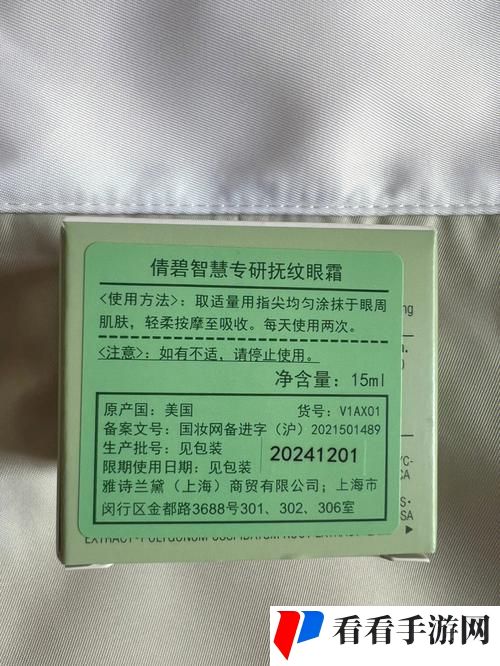 倩碧智慧专研抚纹眼霜
<使用方法>：取适量用指尖均匀涂抹于眼周
肌肤，轻柔按摩至吸收。每天使用两次。
<注意>：如有不适，请停止使用。
净含量：15ml
原产国：美国 货号：V1AX01
备案文号：国妆网备进字（沪）2021501489
生产批号：见包装
限期使用日期：见包装
20241201
雅诗兰黛（上海）商贸有限公司；上海市
闵行区金都路3688号301、302、306室
看看手游网